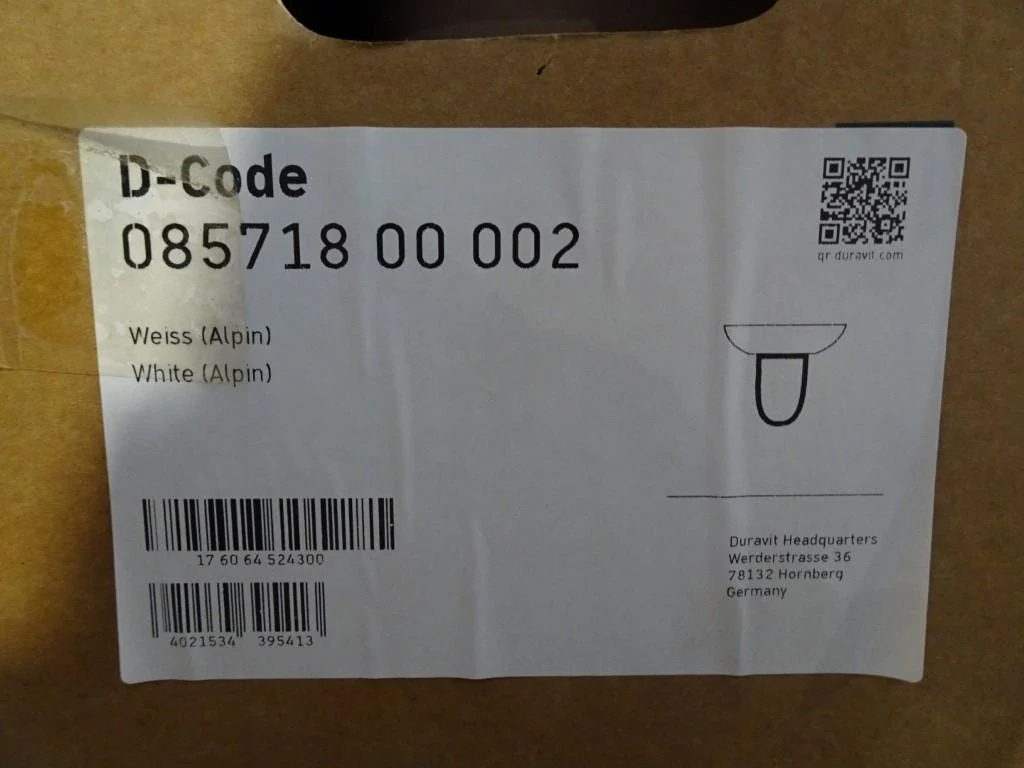 D-Code
085718 00 002
qr.duravit.com
Weiss (Alpin)
White (Alpin)
17 60 64 524300
4021534 395413
Duravit Headquarters
Werderstrasse 36
78132 Hornberg
Germany